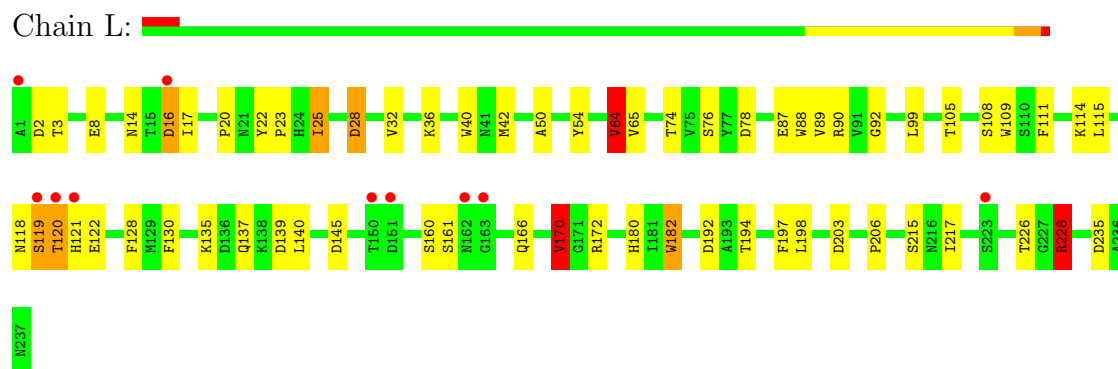 Chain L:
A1 D2 T3 E8 N14 T15 D16 I17 P20 N21 Y22 P23 H24 I25 D28 V32 K36 W40 N41 M42 A50 Y54 V64 V65 T74 V75 S76 Y77 D78 E87 W88 V89 R90 V91 G92 L99 T105 S108 W109 S110 F111 K114 L115
N118 S119 T120 H121 E122 F128 M129 F130 K135 D136 Q137 K138 D139 L140 D145 T150 D151 S160 S161 N162 G163 Q166 V170 G171 R172 H180 I181 W182 D192 A193 T194 F197 L198 D203 P206 S215 N216 I217 S223 T226 G227 R228 D235 A236
N237